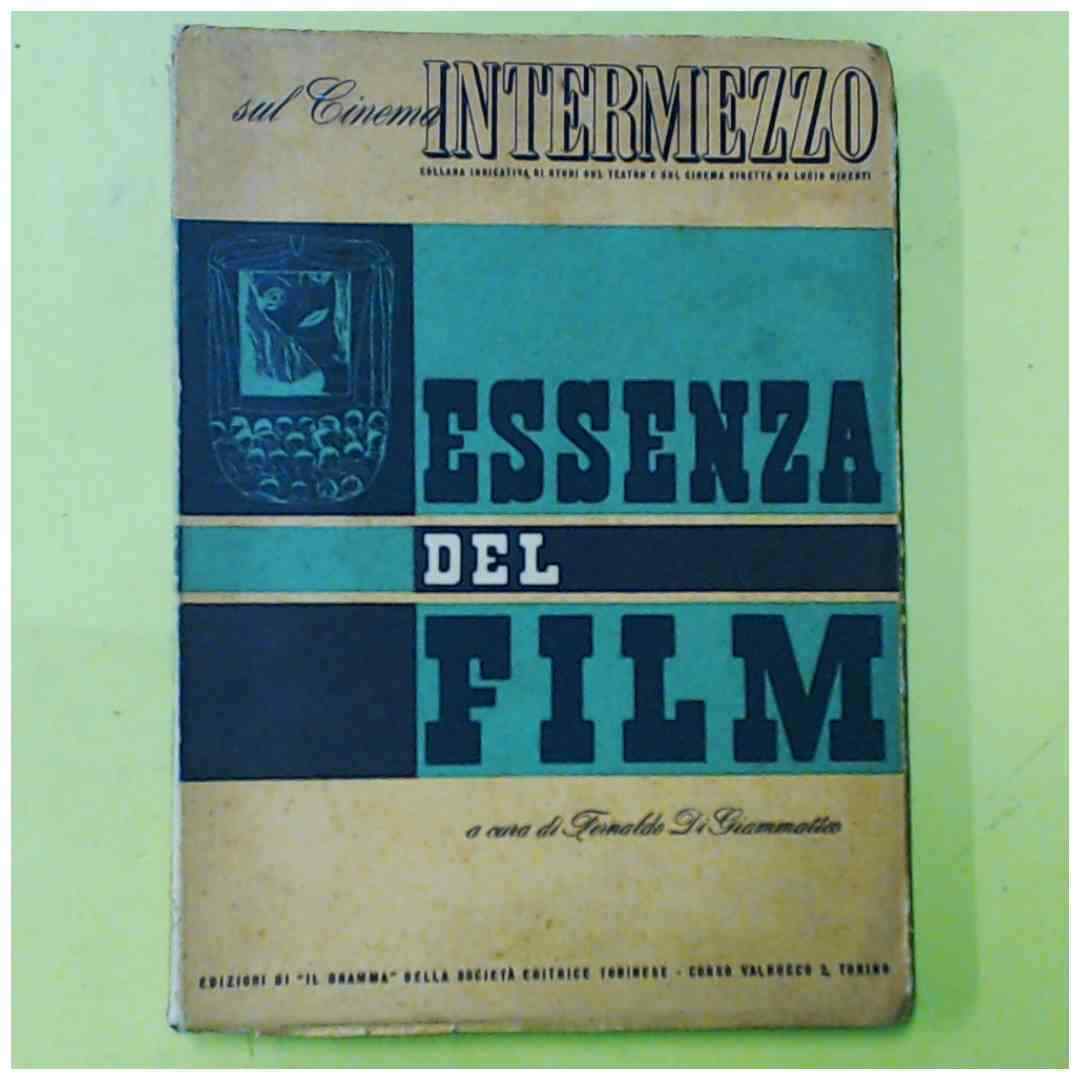 sul Cinema INTERMEZZO
COLLANA INDICATIVA DI STUDI SUL TEATRO E SUL CINEMA DIRETTA DA LUCIO RIDENTI
ESSENZA
DEL
FILM
a cura di Fernaldo Di Giammatteo
EDIZIONI DI "IL DRAMMA" DELLA SOCIETÀ EDITRICE TORINESE - CORSO VALDOCCO 2, TORINO